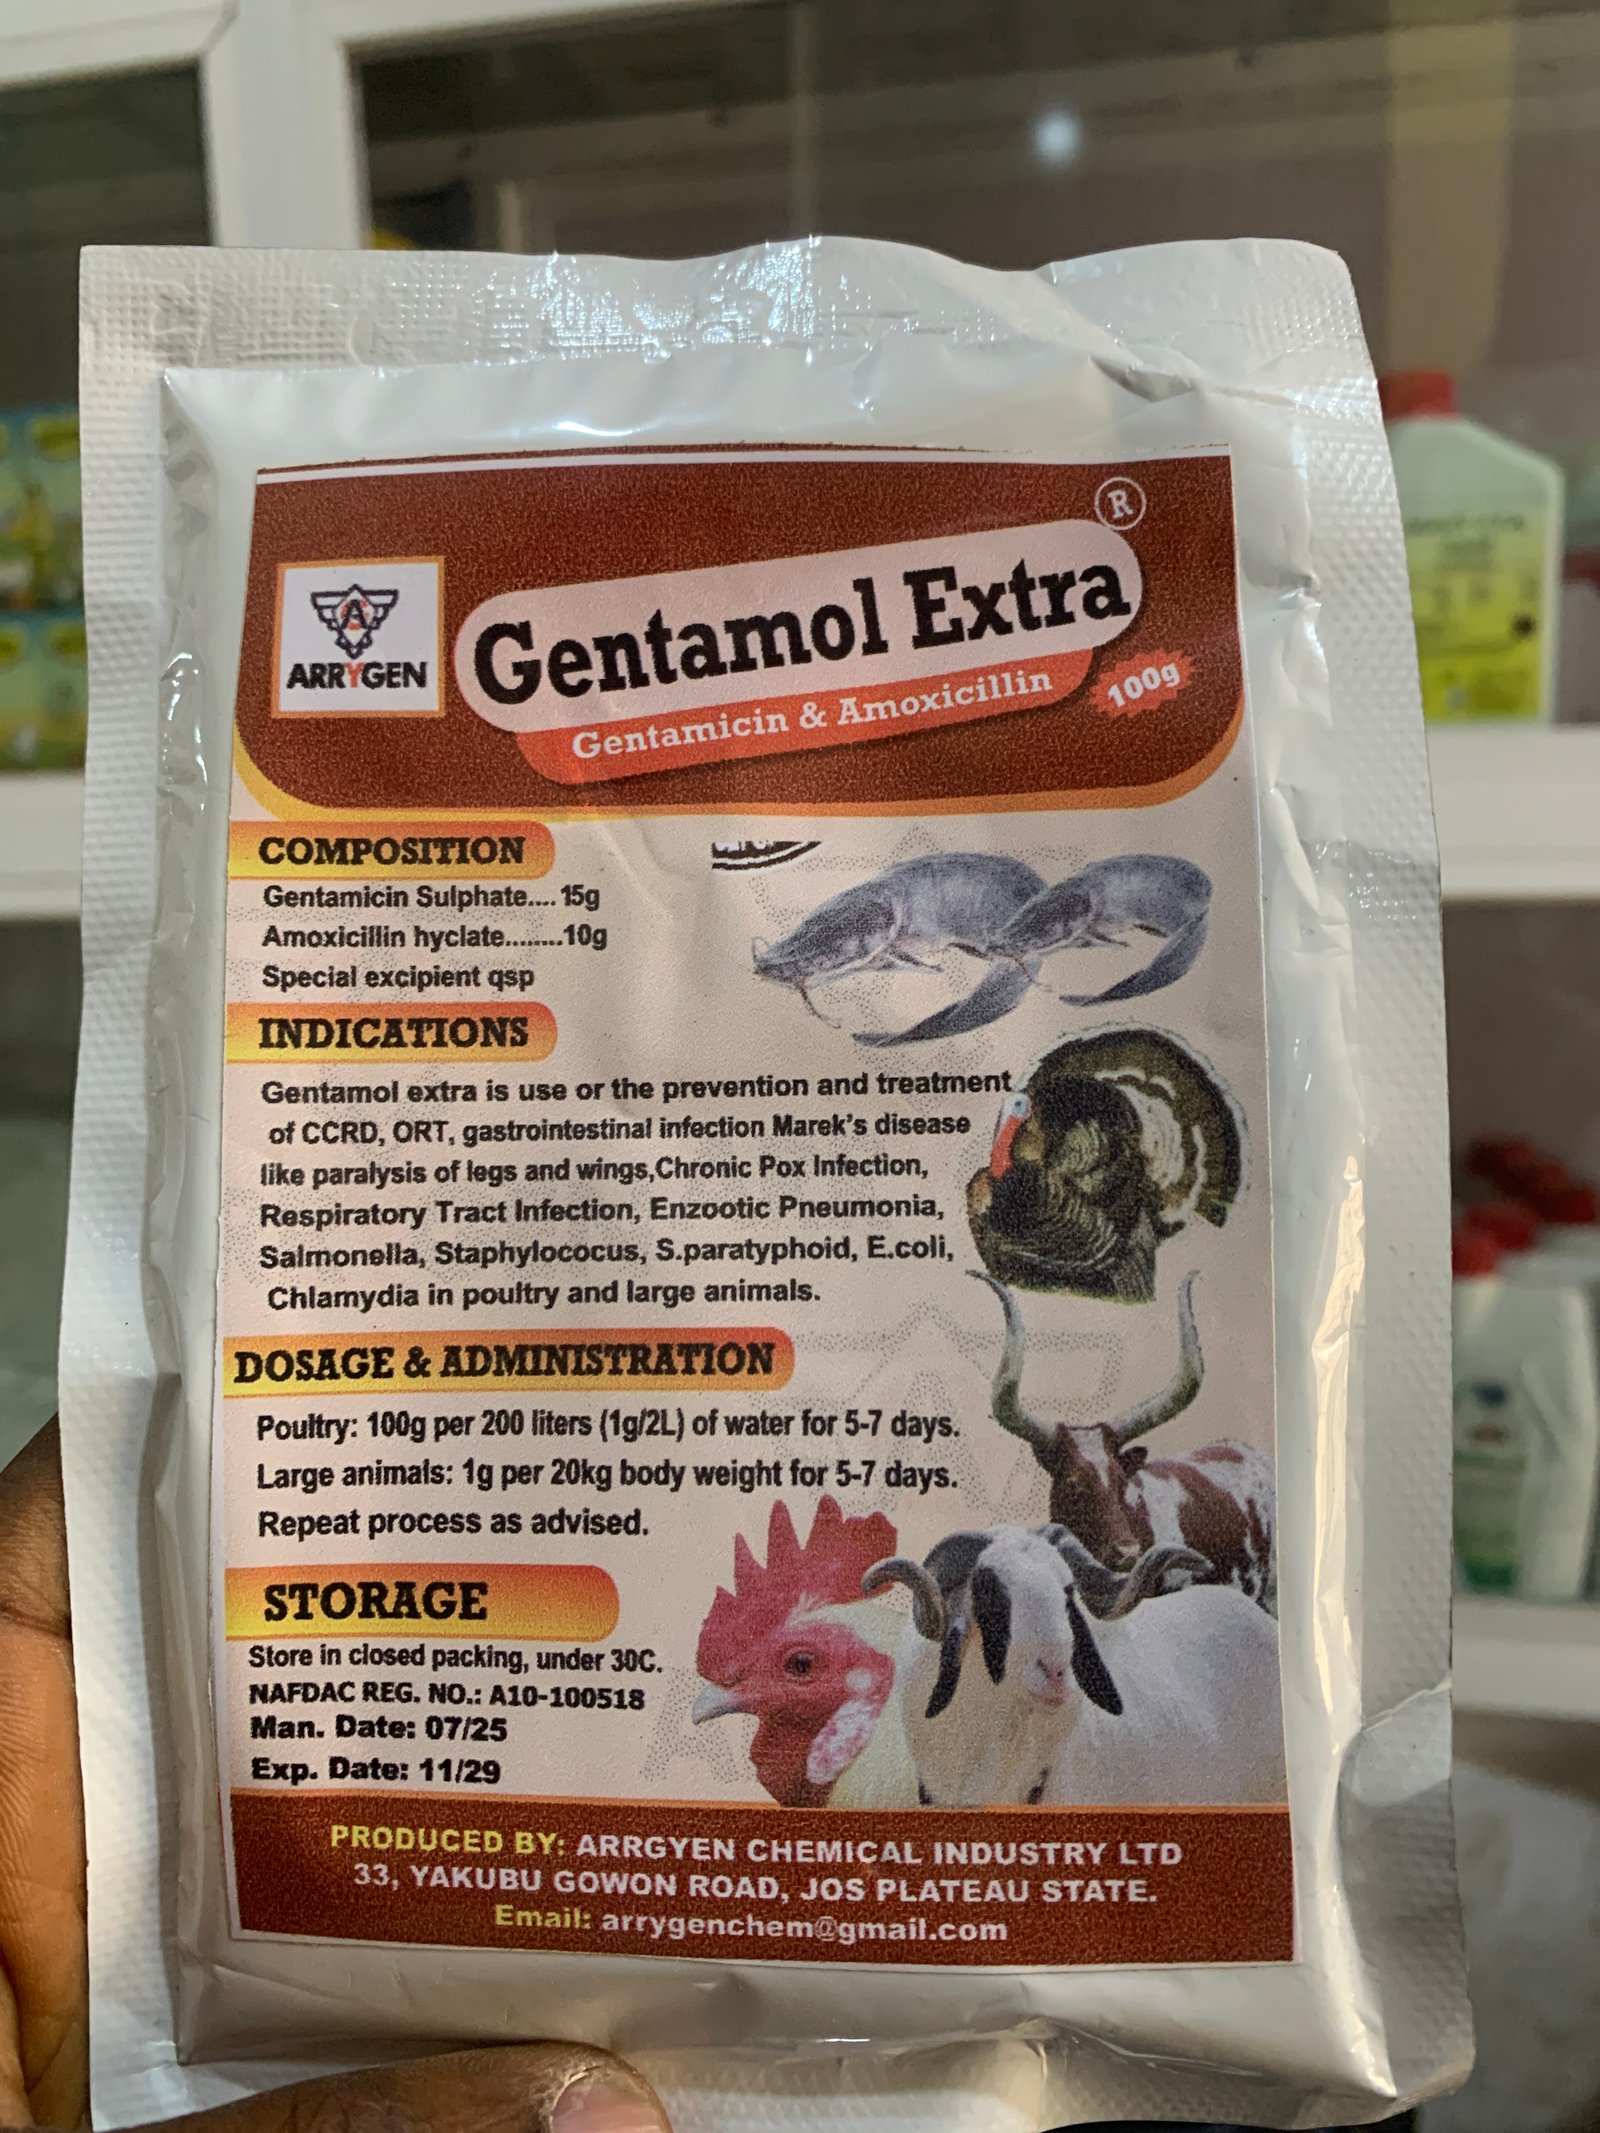 ARRYGEN
Gentamol Extra ®
Gentamicin & Amoxicillin
100g
COMPOSITION
Gentamicin Sulphate.... 15g
Amoxicillin hyclate........10g
Special excipient qsp
INDICATIONS
Gentamol extra is use or the prevention and treatment
of CCRD, ORT, gastrointestinal infection Marek's disease
like paralysis of legs and wings,Chronic Pox Infection,
Respiratory Tract Infection, Enzootic Pneumonia,
Salmonella, Staphylococus, S.paratyphoid, E.coli,
Chlamydia in poultry and large animals.
DOSAGE & ADMINISTRATION
Poultry: 100g per 200 liters (1g/2L) of water for 5-7 days.
Large animals: 1g per 20kg body weight for 5-7 days.
Repeat process as advised.
STORAGE
Store in closed packing, under 30C.
NAFDAC REG. NO.: A10-100518
Man. Date: 07/25
Exp. Date: 11/29
PRODUCED BY: ARRGYEN CHEMICAL INDUSTRY LTD
33, YAKUBU GOWON ROAD, JOS PLATEAU STATE.
Email: arrygenchem@gmail.com